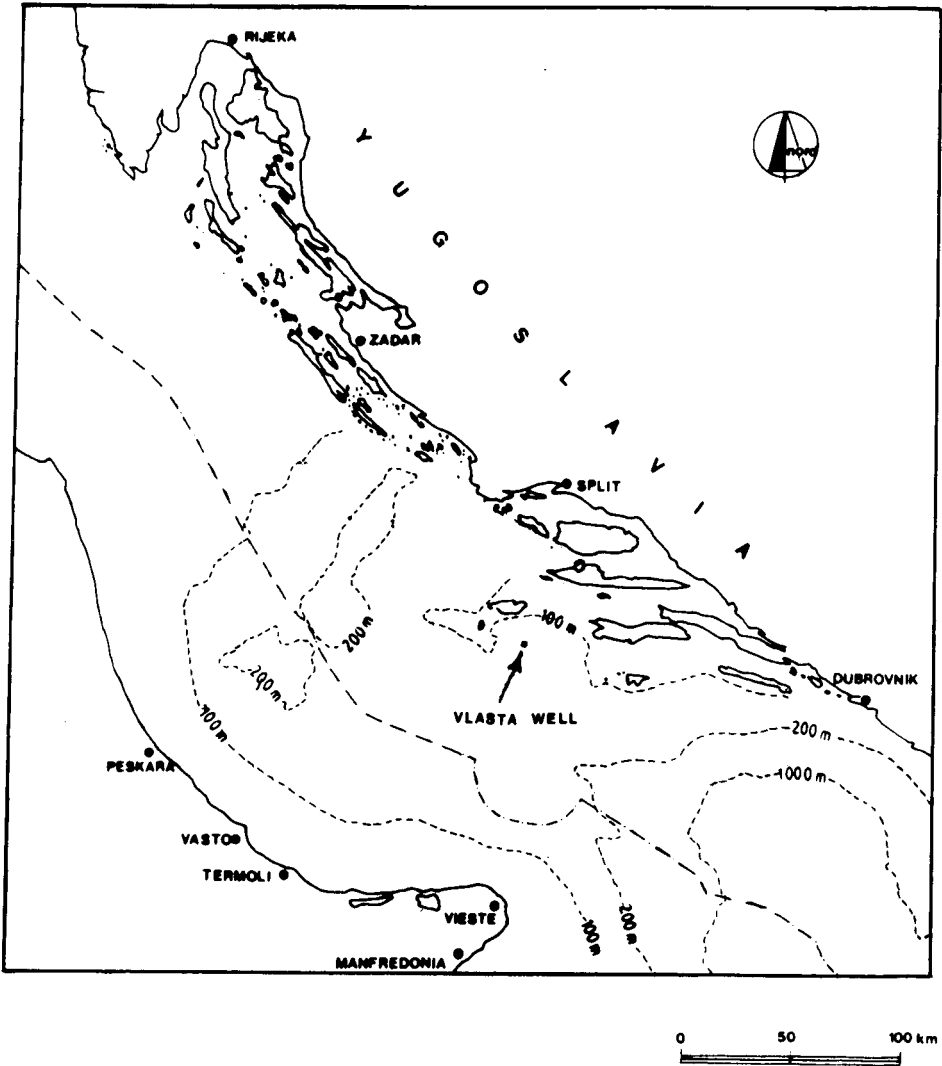 RIJEKA
nord
YUGOSLAVIA
ZADAR
SPLIT
100 m
200 m
200 m
DUBROVNIK
VLASTA WELL
100 m
200 m
PESKARA
1000 m
VASTO
TERMOLI
VIESTE
100 m
200 m
MANFREDONIA
0 50 100 km